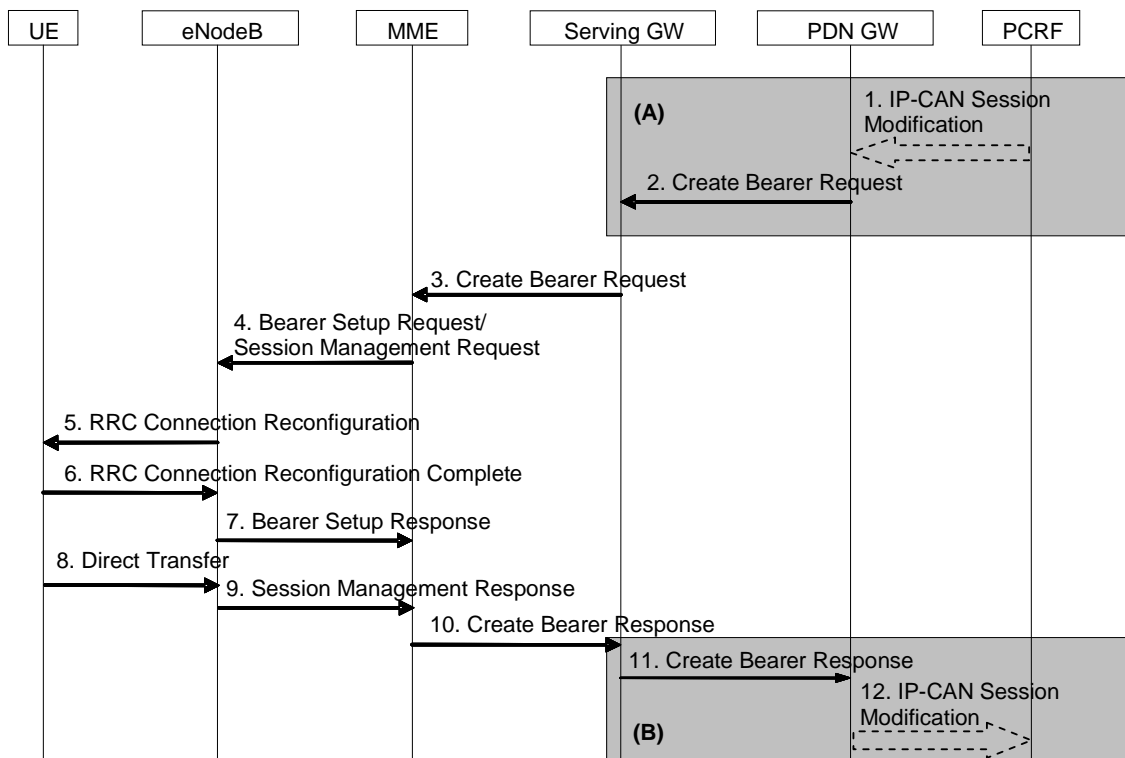 UE eNodeB MME Serving GW PDN GW PCRF
(A)
1. IP-CAN Session
Modification
2. Create Bearer Request
3. Create Bearer Request
4. Bearer Setup Request/
Session Management Request
5. RRC Connection Reconfiguration
6. RRC Connection Reconfiguration Complete
7. Bearer Setup Response
8. Direct Transfer
9. Session Management Response
10. Create Bearer Response
11. Create Bearer Response
12. IP-CAN Session
Modification
(B)